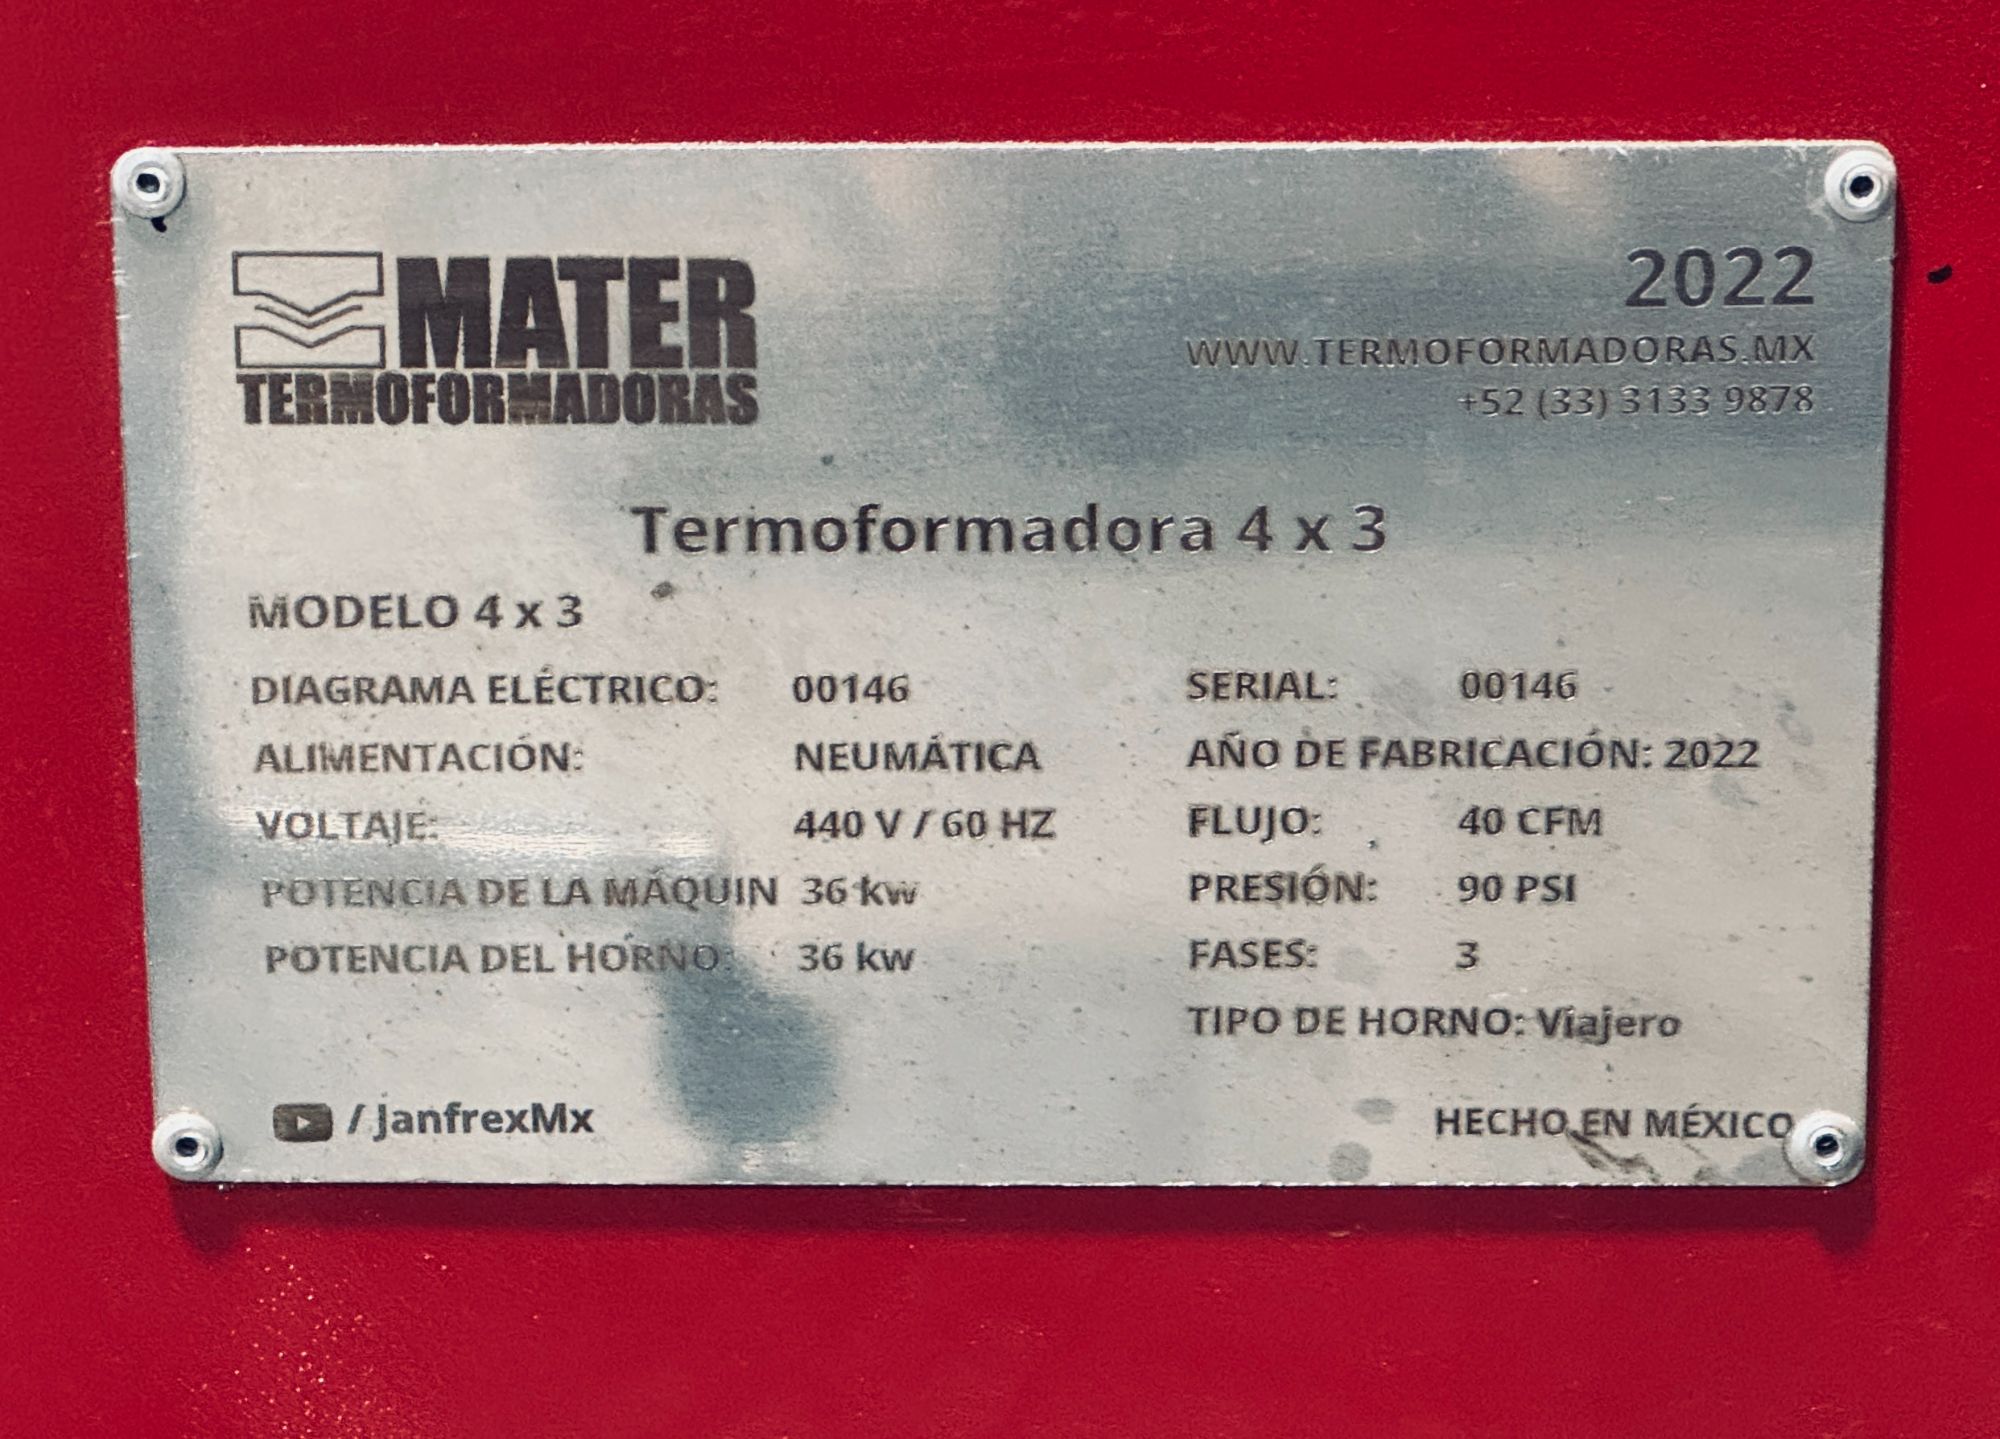 MATER
TERMOFORMADORAS
2022
WWW.TERMOFORMADORAS.MX
+52 (33) 3133 9878
Termoformadora 4 x 3
MODELO 4 x 3
DIAGRAMA ELÉCTRICO: 00146
ALIMENTACIÓN: NEUMÁTICA
VOLTAJE: 440 V / 60 HZ
POTENCIA DE LA MÁQUIN 36 kw
POTENCIA DEL HORNO: 36 kw
SERIAL: 00146
AÑO DE FABRICACIÓN: 2022
FLUJO: 40 CFM
PRESIÓN: 90 PSI
FASES: 3
TIPO DE HORNO: Viajero
/ JanfrexMx
HECHO EN MÉXICO